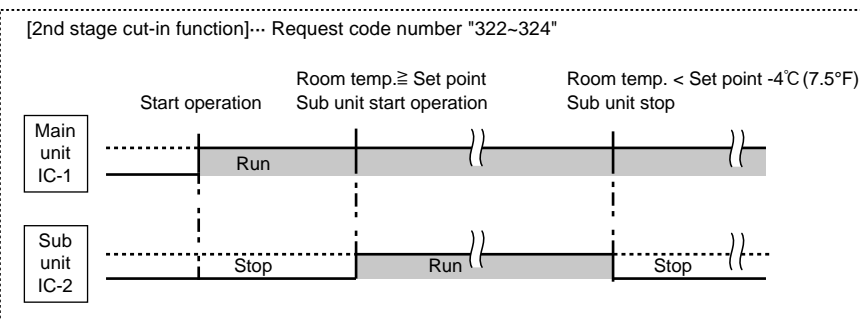 [2nd stage cut-in function]··· Request code number "322~324"
Room temp.≧ Set point
Room temp. < Set point -4℃ (7.5°F)
Start operation
Sub unit start operation
Sub unit stop
Main
unit
IC-1
Run
Sub
unit
IC-2
Stop
Run
Stop